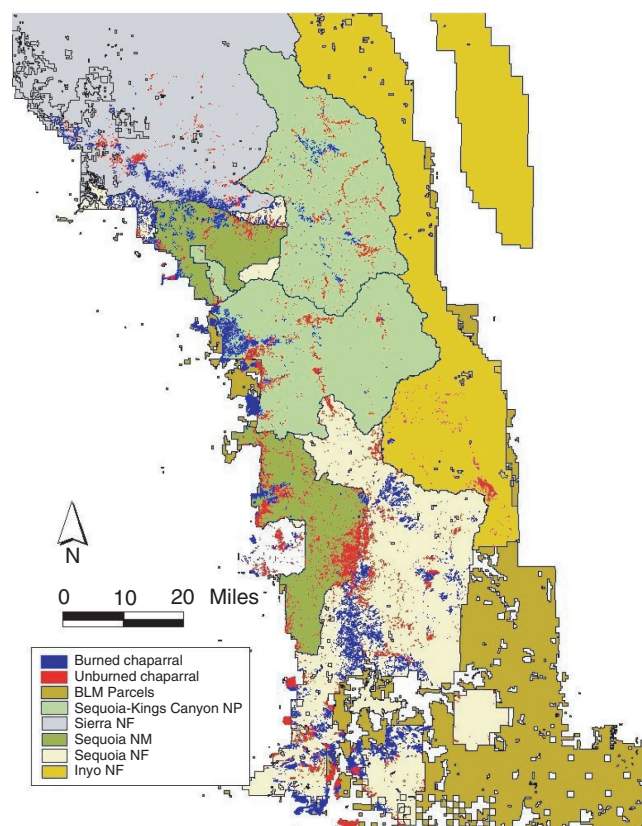 N
0 10 20 Miles
Burned chaparral
Unburned chaparral
BLM Parcels
Sequoia-Kings Canyon NP
Sierra NF
Sequoia NM
Sequoia NF
Inyo NF